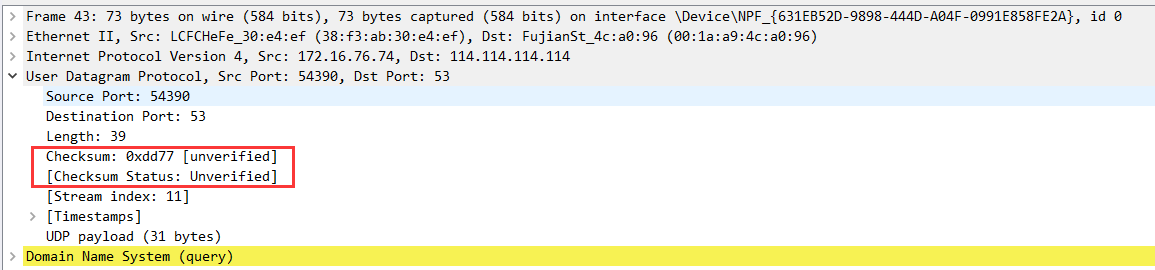 Frame 43: 73 bytes on wire (584 bits), 73 bytes captured (584 bits) on interface \Device\NPF_{631EB52D-9898-444D-A04F-0991E858FE2A}, id 0
Ethernet II, Src: LCFCHeFe_30:e4:ef (38:f3:ab:30:e4:ef), Dst: FujianSt_4c:a0:96 (00:1a:a9:4c:a0:96)
Internet Protocol Version 4, Src: 172.16.76.74, Dst: 114.114.114.114
User Datagram Protocol, Src Port: 54390, Dst Port: 53
Source Port: 54390
Destination Port: 53
Length: 39
Checksum: 0xdd77 [unverified]
[Checksum Status: Unverified]
[Stream index: 11]
[Timestamps]
UDP payload (31 bytes)
Domain Name System (query)